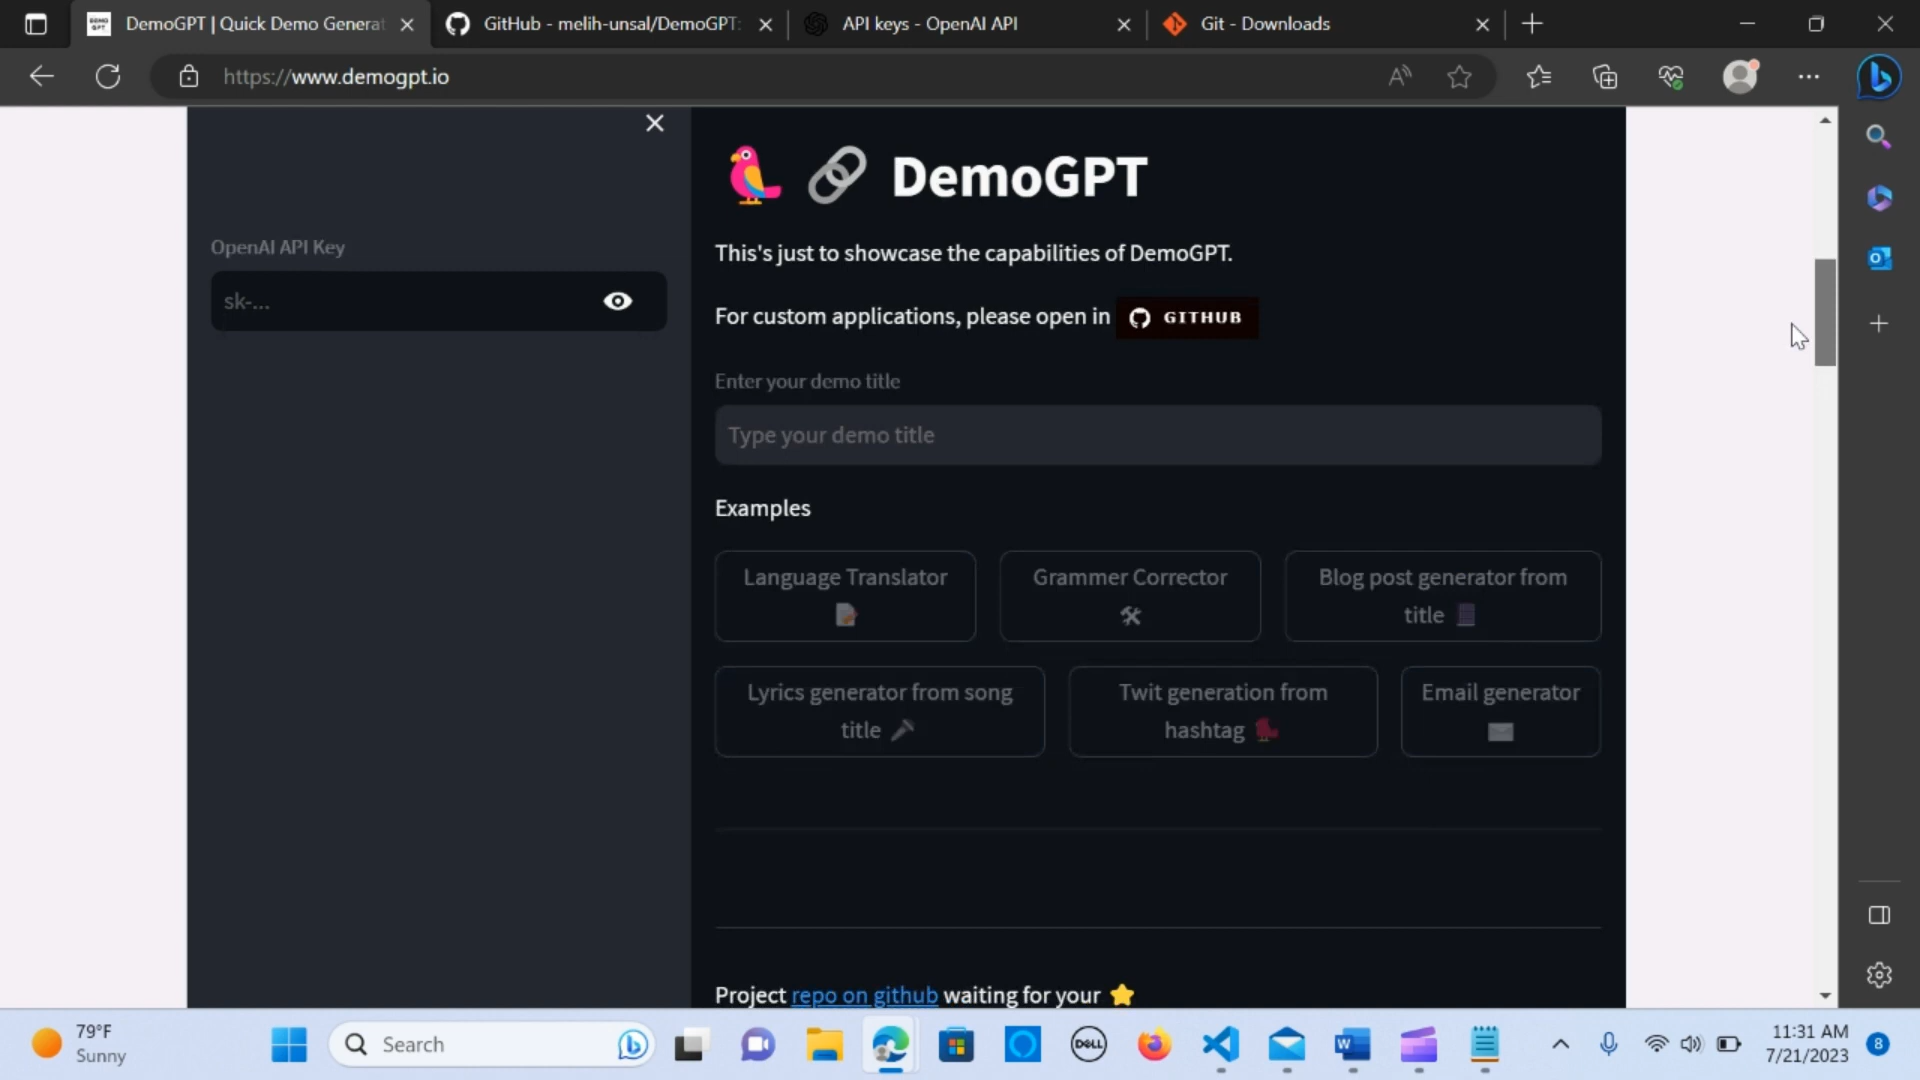 DemoGPT | Quick Demo Generat
GitHub - melih-unsal/DemoGPT:
API keys - OpenAI API
Git - Downloads
https://www.demogpt.io
DemoGPT
This's just to showcase the capabilities of DemoGPT.
For custom applications, please open in GITHUB
OpenAI API Key
sk-...
Enter your demo title
Type your demo title
Examples
Language Translator
Grammer Corrector
Blog post generator from
title
Lyrics generator from song
title
Twit generation from
hashtag
Email generator
Project repo on github waiting for your
79°F
Sunny
Search
DELL
11:31 AM
7/21/2023
8